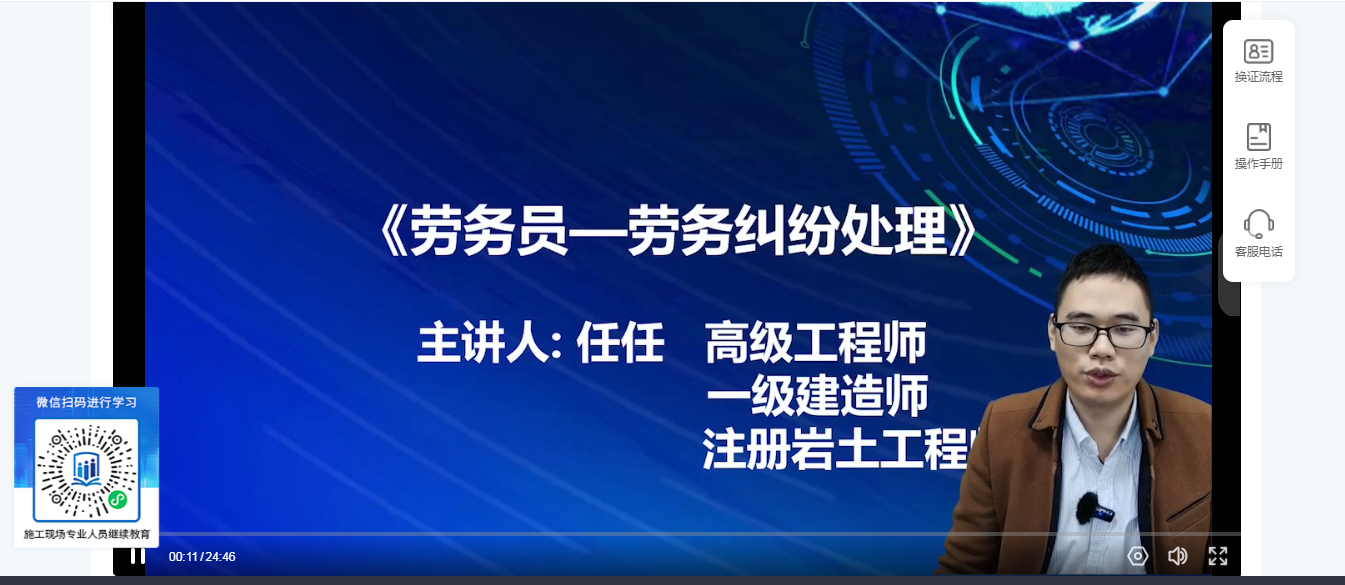 换证流程
操作手册
客服电话
《劳务员—劳务纠纷处理》
主讲人: 任任 高级工程师
一级建造师
注册岩土工程
微信扫码进行学习
施工现场专业人员继续教育
00:11/24:46